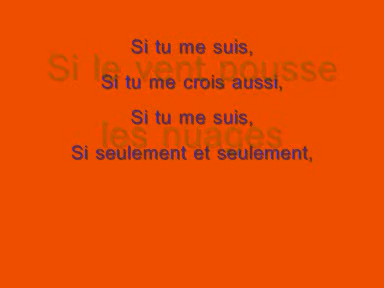 Si tu me suis,
Si le vent pousse
Si tu me crois aussi,
Si tu me suis,
les nuages
Si seulement et seulement,